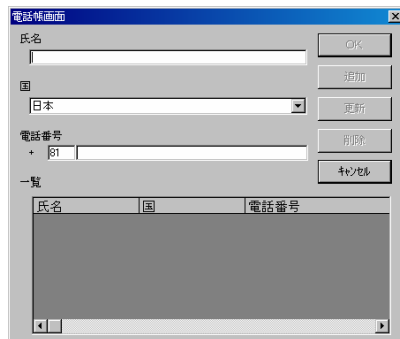 電話帳画面
氏名
OK
追加
国
日本
更新
電話番号
+ 81
削除
キャンセル
一覧
氏名 国 電話番号